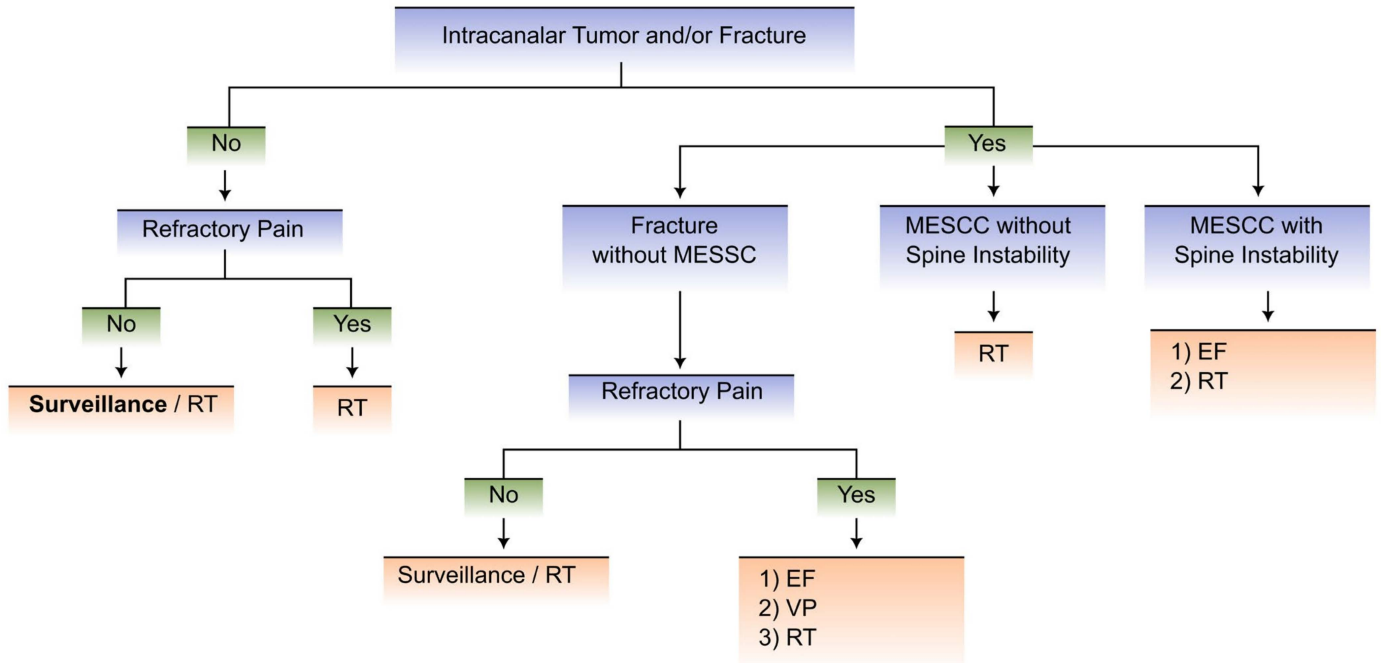 Intracanalar Tumor and/or Fracture
No
Yes
Refractory Pain
Fracture
without MESSC
MESCC without
Spine Instability
MESCC with
Spine Instability
No
Yes
RT
1) EF
2) RT
Surveillance / RT
RT
Refractory Pain
No
Yes
Surveillance / RT
1) EF
2) VP
3) RT